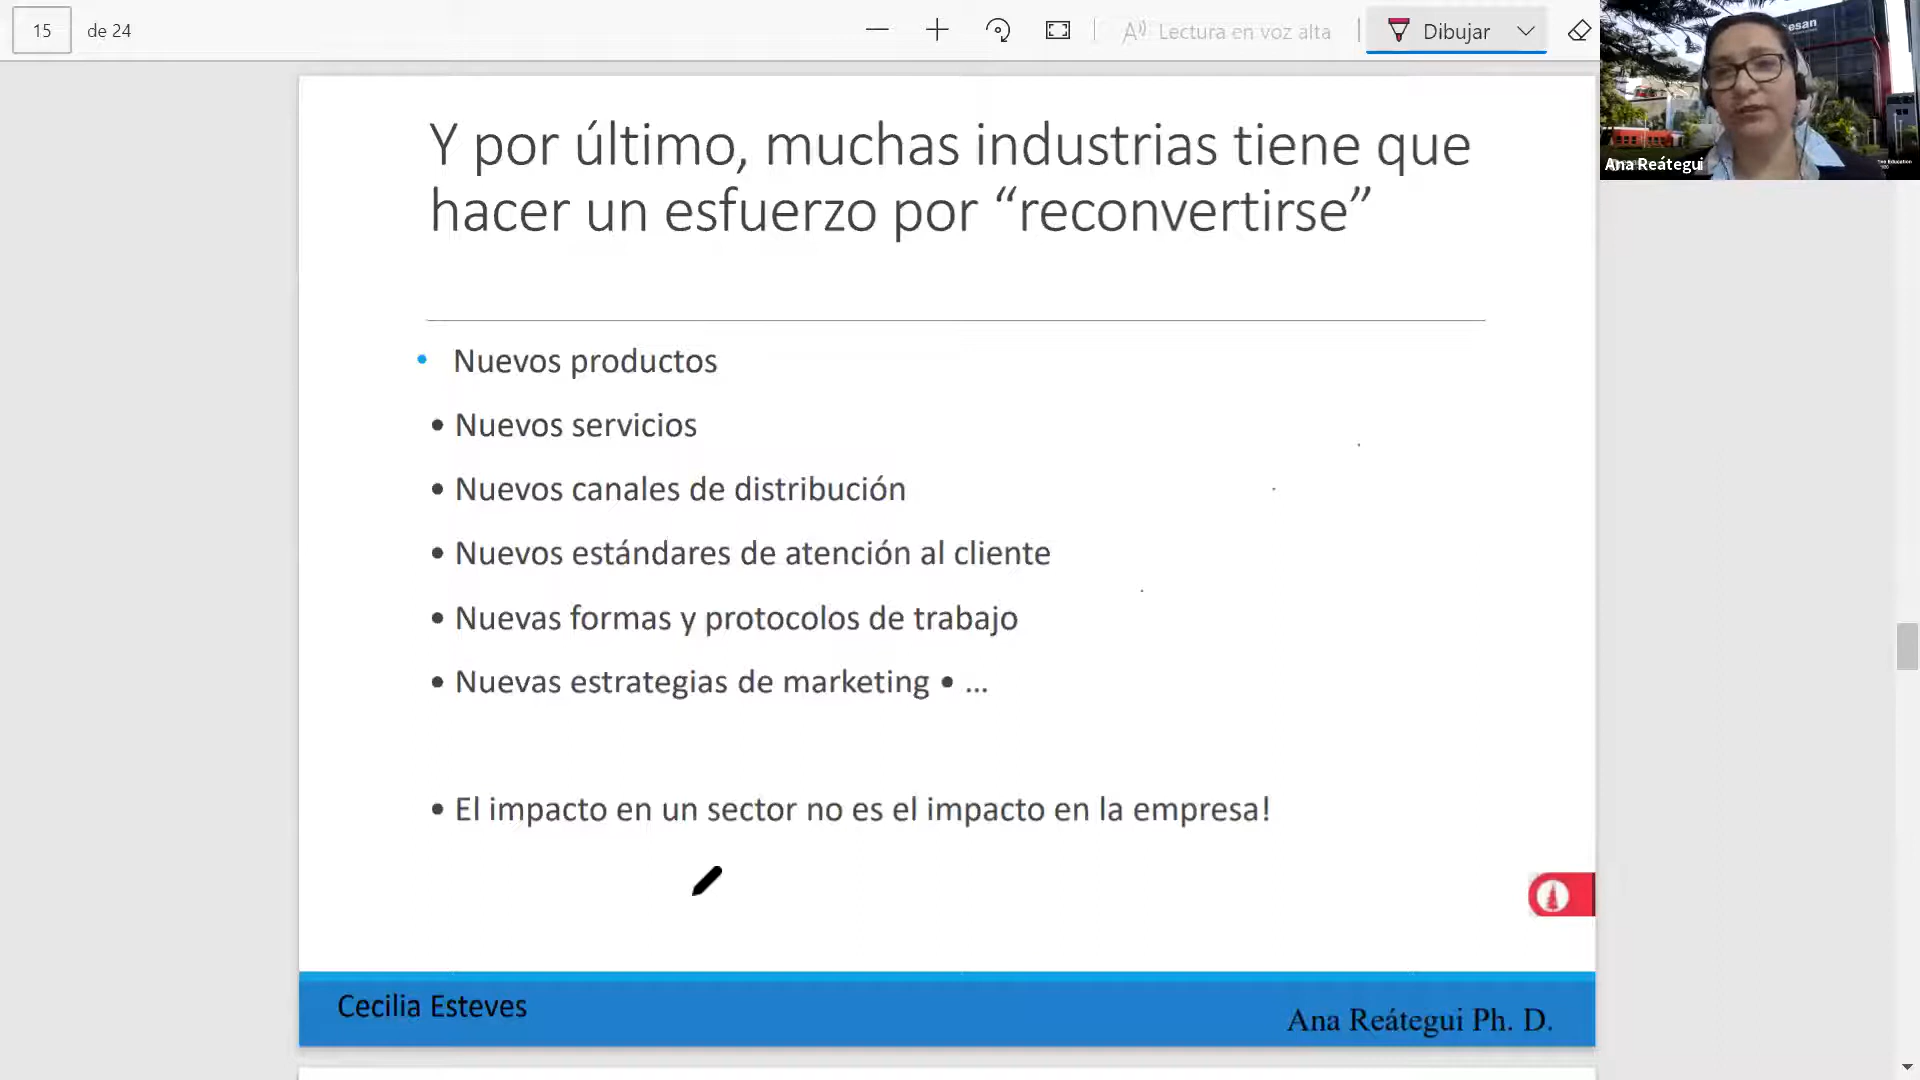 15 de 24
Lectura en voz alta
Dibujar
esan
Ana Reátegui
Y por último, muchas industrias tiene que
hacer un esfuerzo por “reconvertirse”
• Nuevos productos
• Nuevos servicios
• Nuevos canales de distribución
• Nuevos estándares de atención al cliente
• Nuevas formas y protocolos de trabajo
• Nuevas estrategias de marketing • ...
• El impacto en un sector no es el impacto en la empresa!
Cecilia Esteves
Ana Reátegui Ph. D.